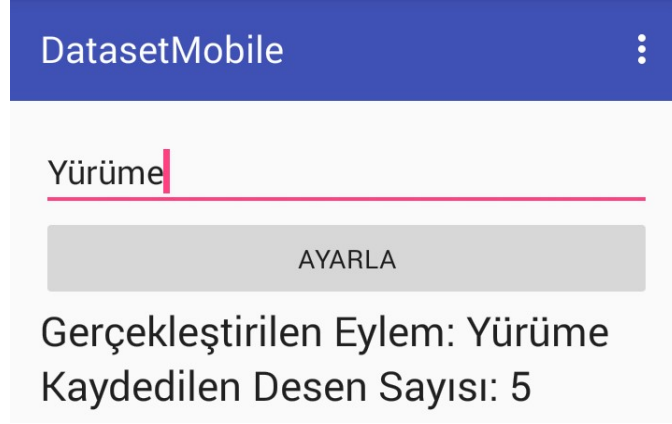 DatasetMobile
Yürüme
AYARLA
Gerçekleştirilen Eylem: Yürüme
Kaydedilen Desen Sayısı: 5